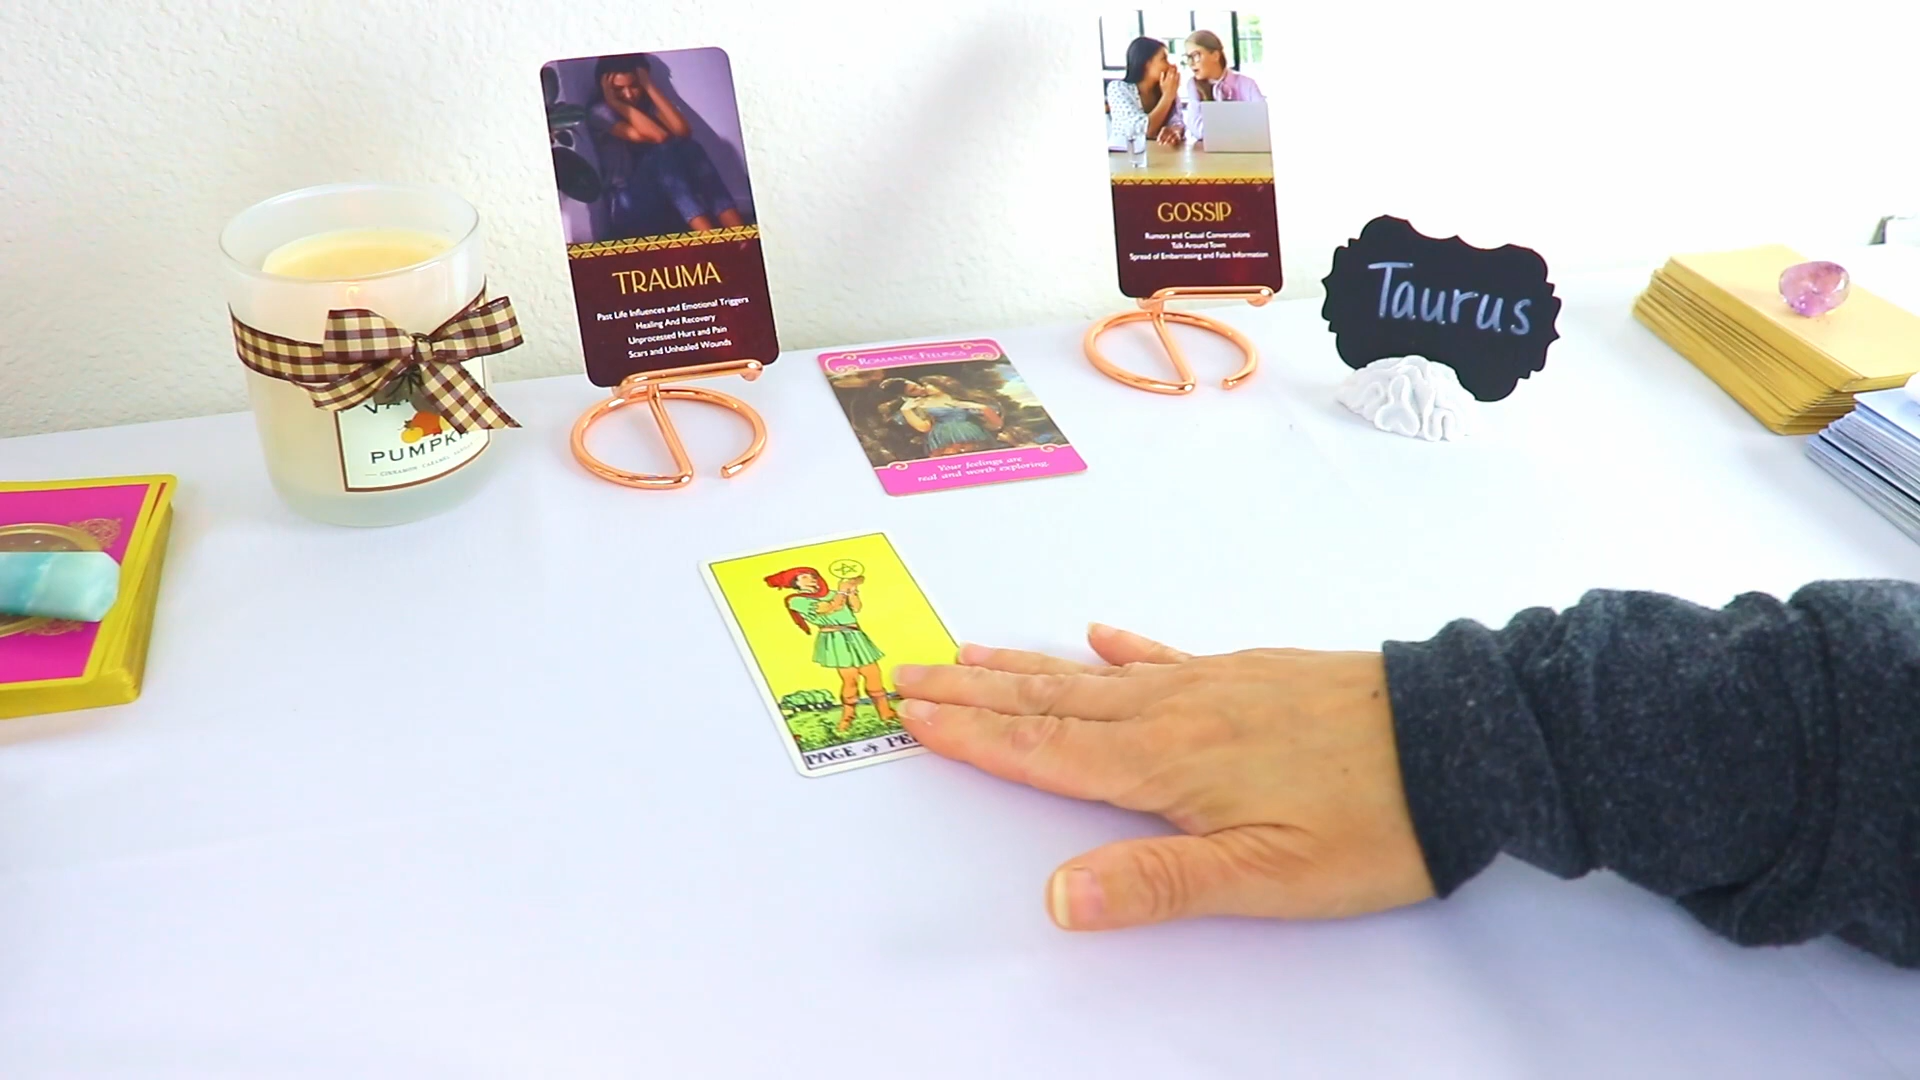 TRAUMA
Past Life Influences and Emotional Triggers
Healing And Recovery
Unprocessed Hurt and Pain
Scars and Unhealed Wounds
GOSSIP
Rumors and Casual Conversations
Talk Around Town
Spread of Embarrassing and False Information
Taurus
ROMANTIC FEELINGS
Your feelings are
real and worth exploring.
VA
PUMPK
CINNAMON
PAGE of PE